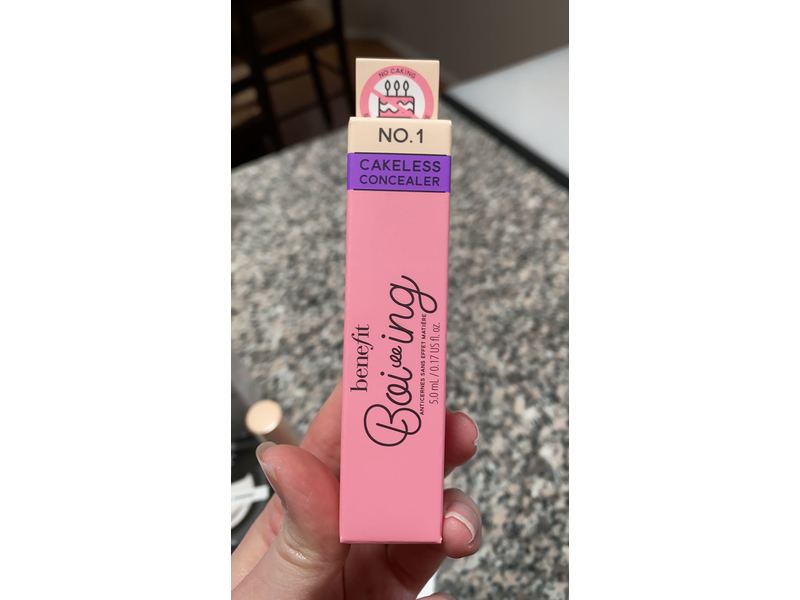 NO CAKING
NO. 1
CAKELESS
CONCEALER
benefit
Boi-ing
ANTICERNES SANS EFFET MATIÈRE
5.0 mL / 0.17 US fl. oz.